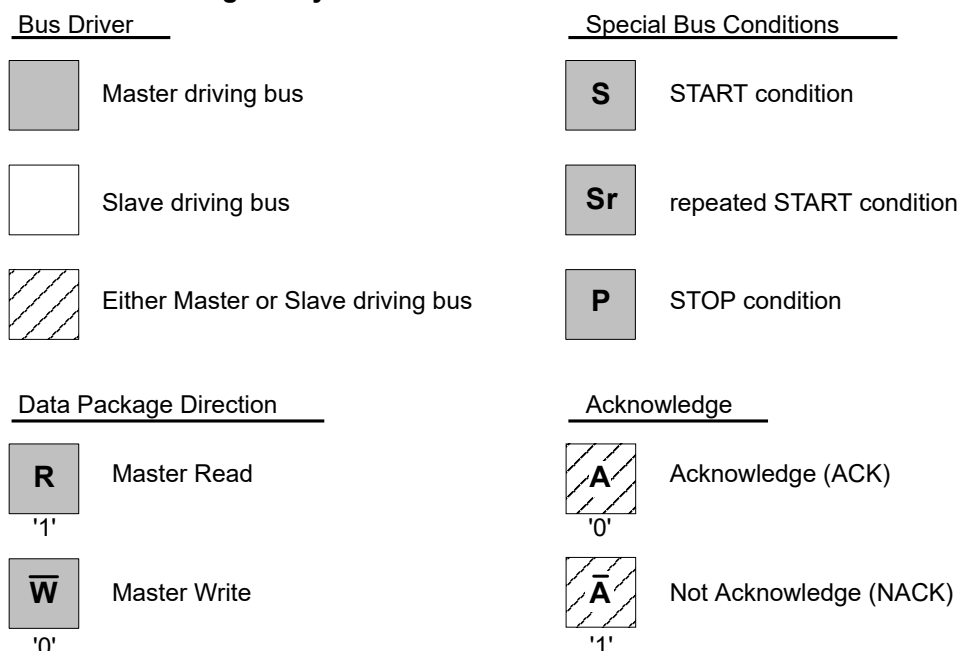 Bus Driver
Special Bus Conditions
Master driving bus
S
START condition
Slave driving bus
Sr
repeated START condition
Either Master or Slave driving bus
P
STOP condition
Data Package Direction
Acknowledge
R
Master Read
'1'
A
Acknowledge (ACK)
'0'
W̅
Master Write
'0'
A̅
Not Acknowledge (NACK)
'1'